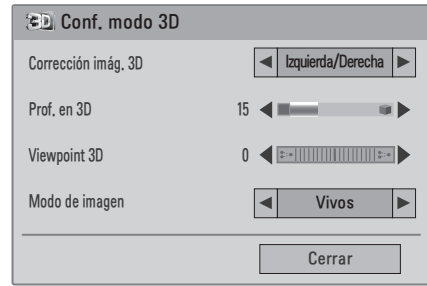 3D Conf. modo 3D
Corrección imág. 3D Izquierda/Derecha
Prof. en 3D 15
Viewpoint 3D 0
Modo de imagen Vivos
Cerrar